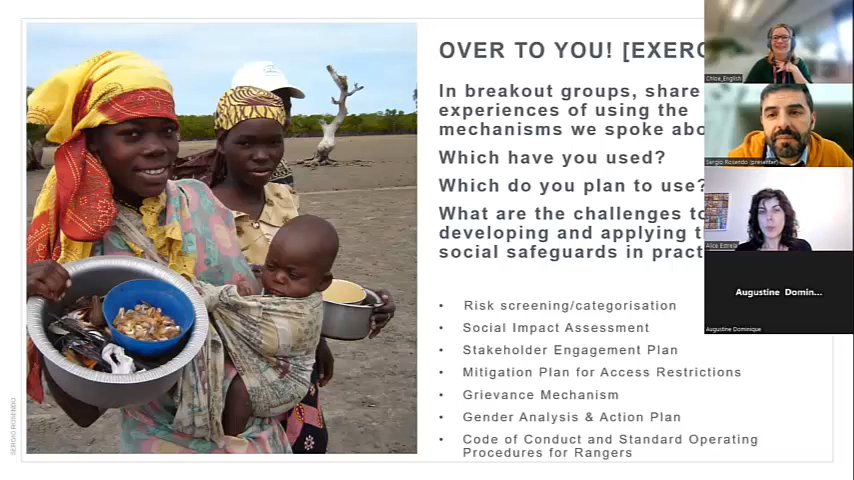 OVER TO YOU! [EXERC
In breakout groups, share
experiences of using the
mechanisms we spoke abo
Which have you used?
Which do you plan to use?
What are the challenges to
developing and applying t
social safeguards in pract
• Risk screening/categorisation
• Social Impact Assessment
• Stakeholder Engagement Plan
• Mitigation Plan for Access Restrictions
• Grievance Mechanism
• Gender Analysis & Action Plan
• Code of Conduct and Standard Operating
Procedures for Rangers
SERGIO ROSENDO
Chloe_English
Sergio Rosendo (presenter)
Alice Estrela
Augustine Domin...
Augustine Dominique